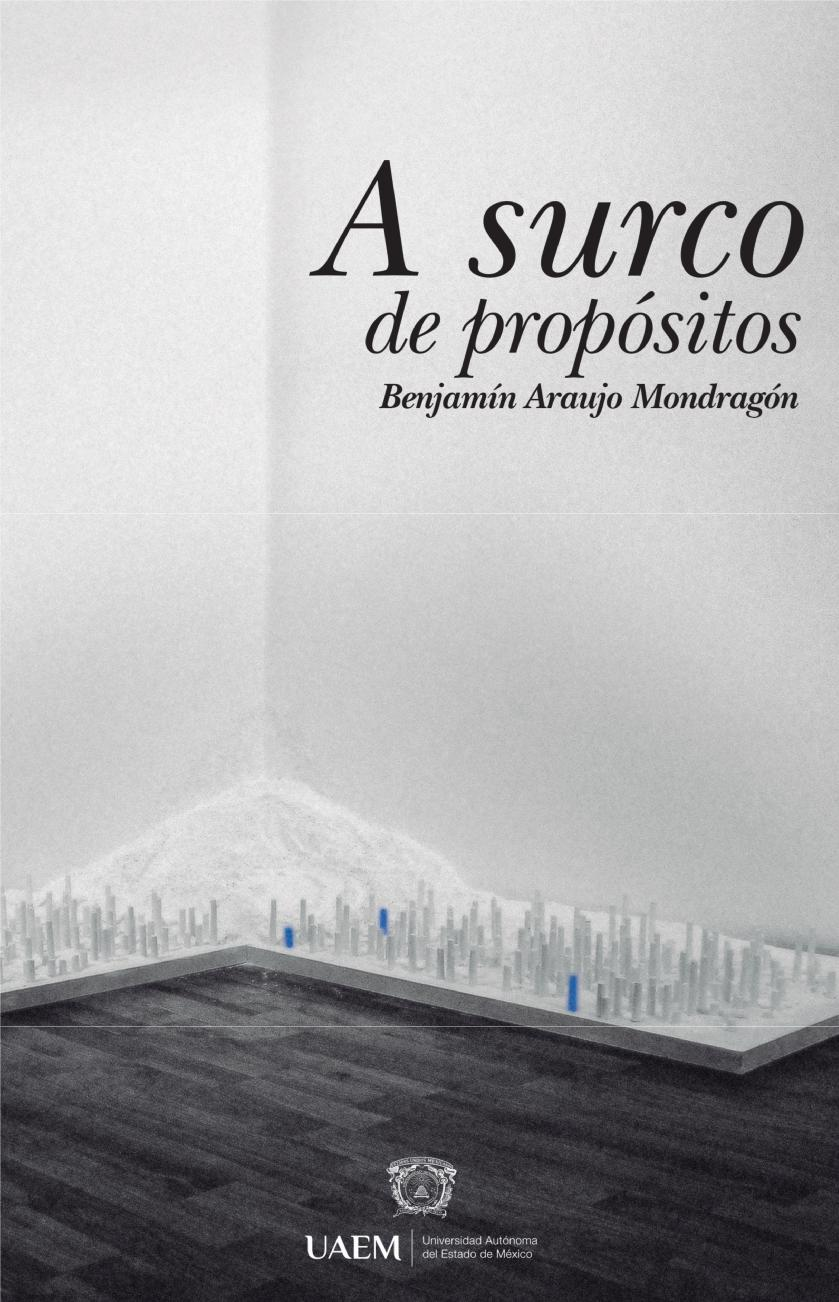 A surco
de propósitos
Benjamín Araujo Mondragón
UAEM
Universidad Autónoma
del Estado de México